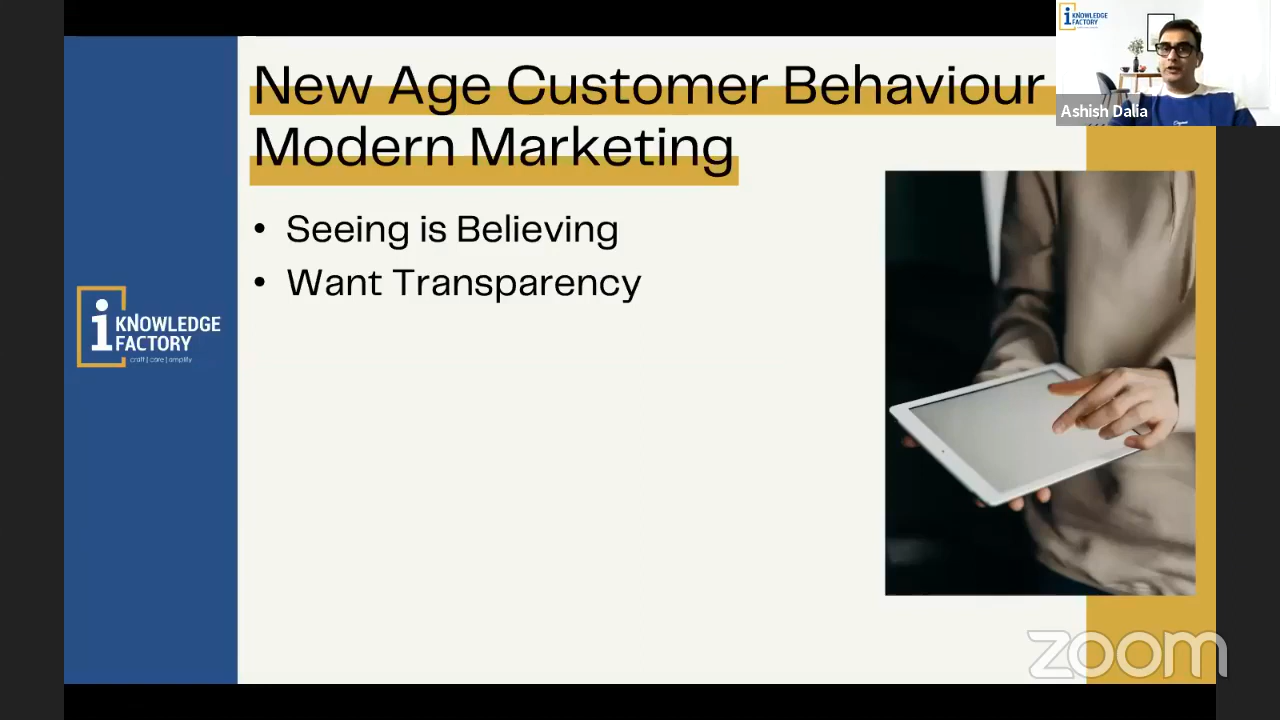 New Age Customer Behaviour
Modern Marketing
• Seeing is Believing
• Want Transparency
i KNOWLEDGE
FACTORY
craft | care | amplify
i KNOWLEDGE
FACTORY
Ashish Dalia
zoom